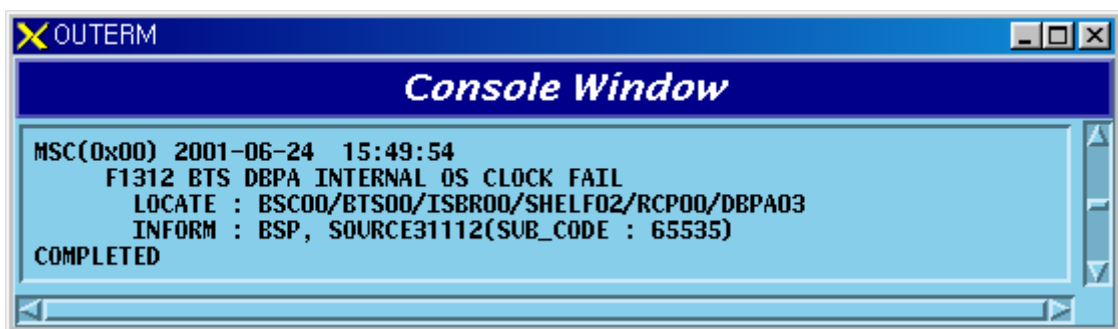 OUTERM
Console Window
MSC(0x00) 2001-06-24 15:49:54
F1312 BTS DBPA INTERNAL OS CLOCK FAIL
LOCATE : BSC00/BTS00/ISBR00/SHELF02/RCP00/DBPA03
INFORM : BSP, SOURCE31112(SUB_CODE : 65535)
COMPLETED